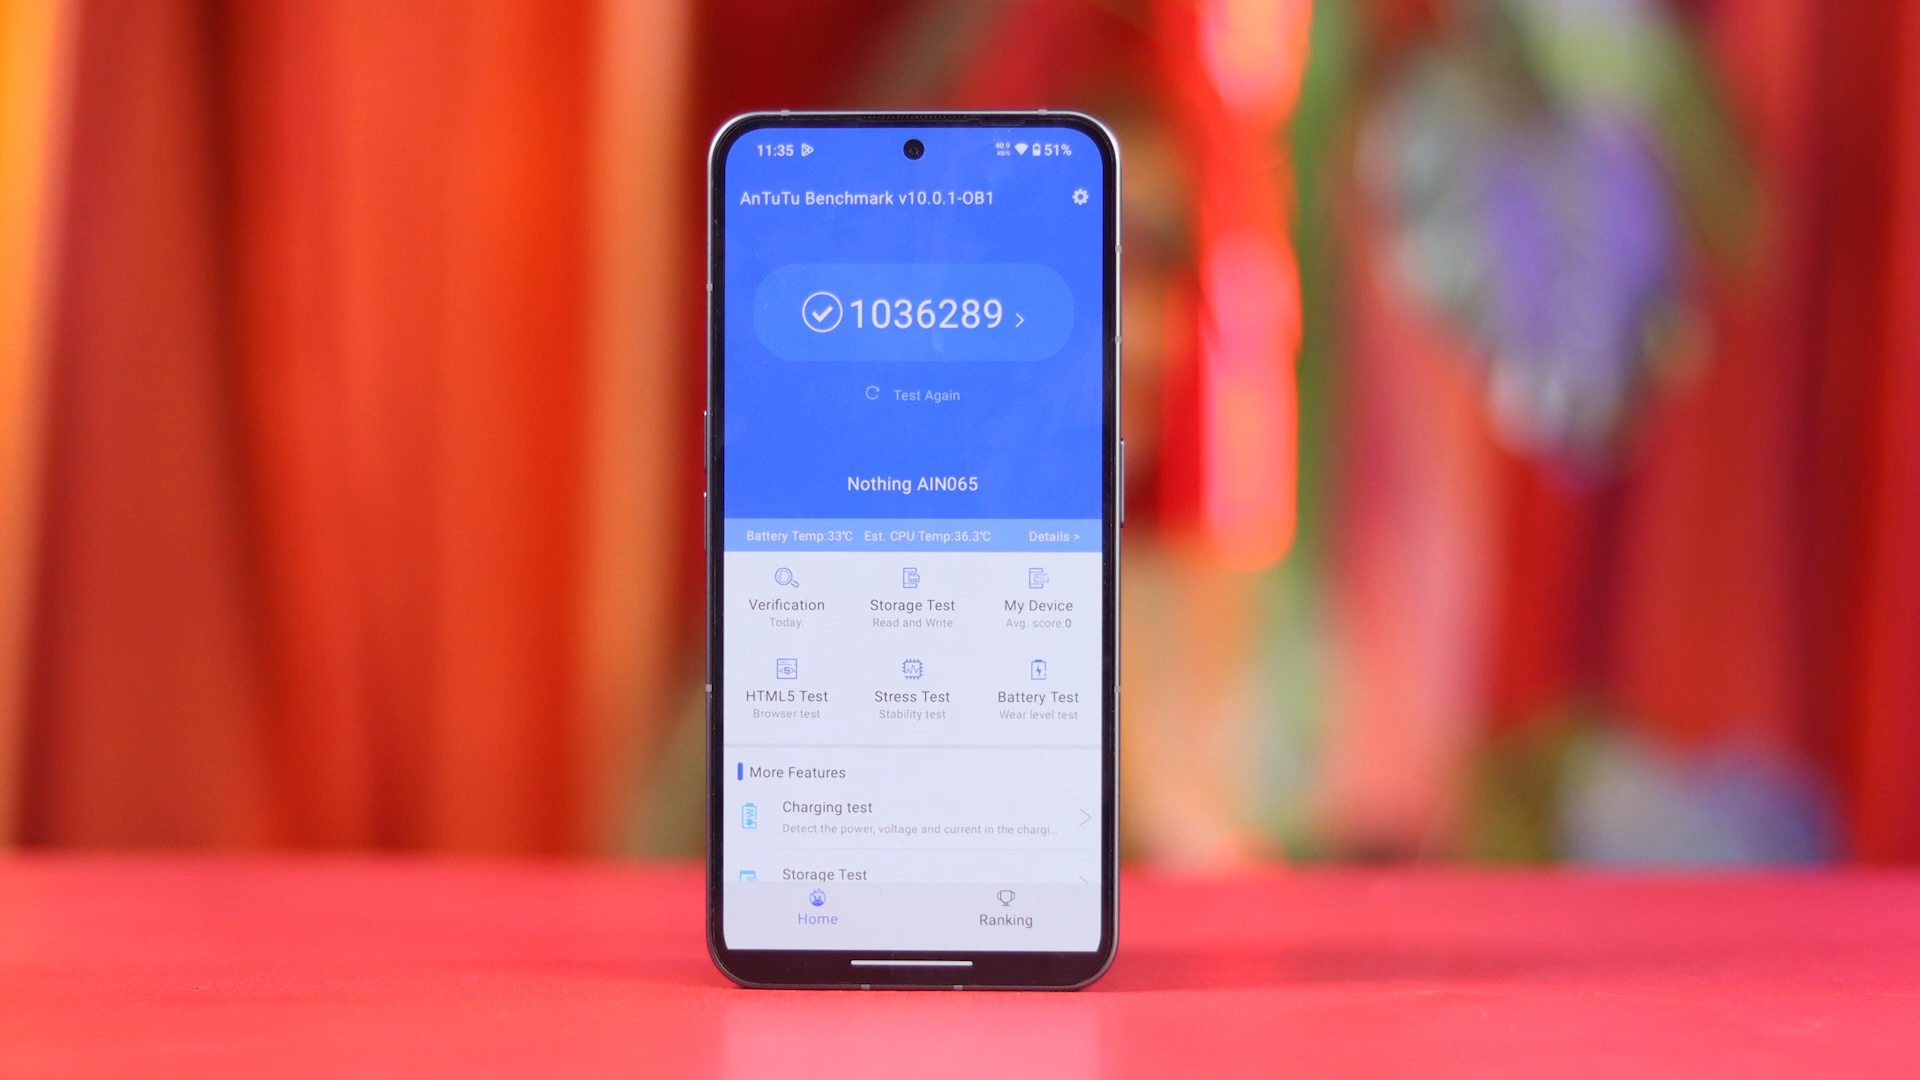 11:35 40.9 KB/S 51%
AnTuTu Benchmark v10.0.1-OB1
1036289 >
Test Again
Nothing AIN065
Battery Temp:33℃ Est. CPU Temp:36.3℃ Details >
Verification Storage Test My Device
Today: Read and Write Avg. score:0
HTML5 Test Stress Test Battery Test
Browser test Stability test Wear level test
More Features
Charging test
Detect the power, voltage and current in the chargi...
Storage Test
Home Ranking